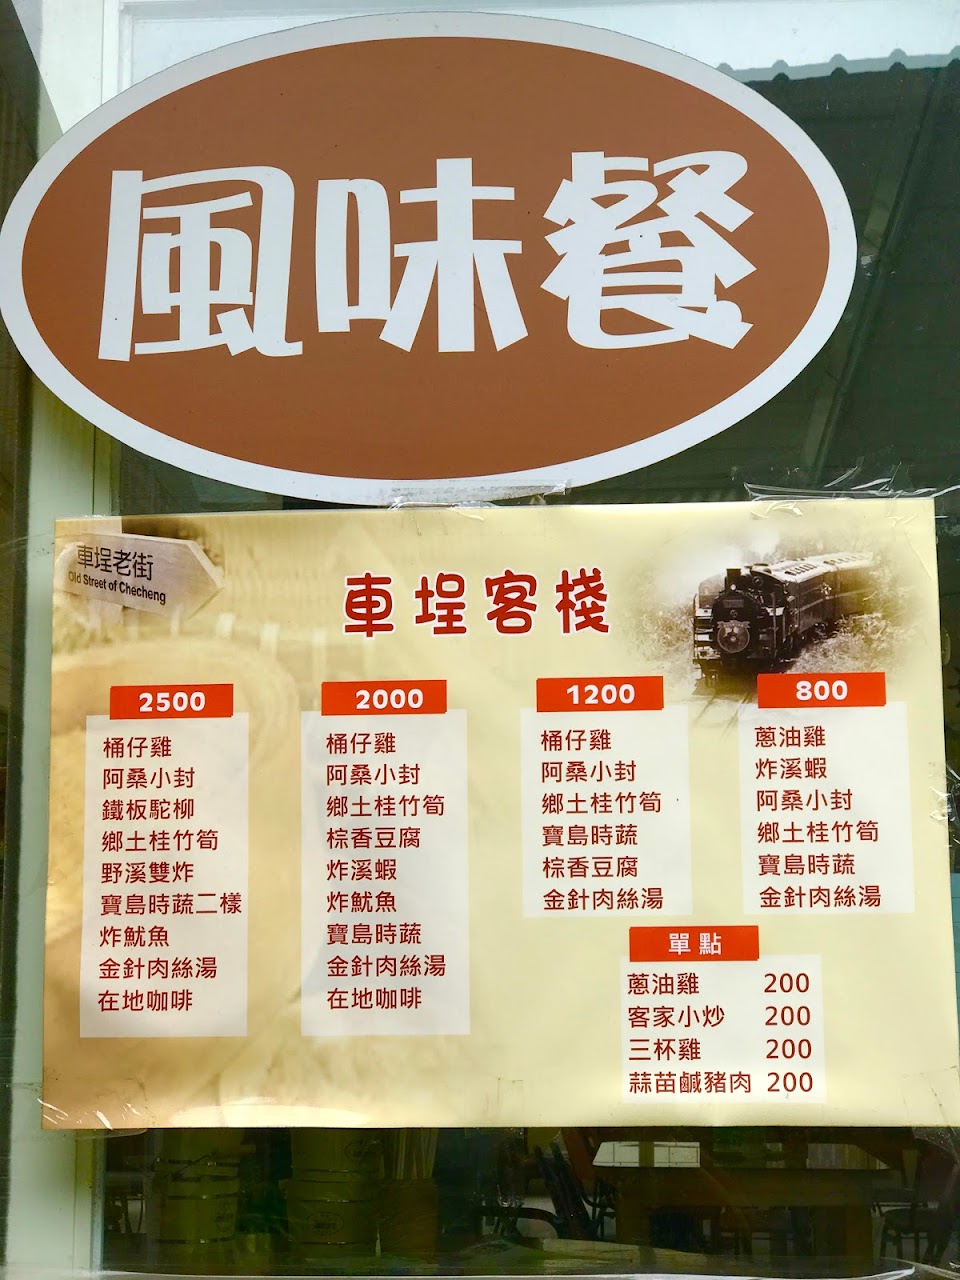 風味餐
車埕老街
Old Street of Checheng
車埕客棧
2500
桶仔雞
阿桑小封
鐵板駝柳
鄉土桂竹筍
野溪雙炸
寶島時蔬二樣
炸魷魚
金針肉絲湯
在地咖啡
2000
桶仔雞
阿桑小封
鄉土桂竹筍
棕香豆腐
炸溪蝦
炸魷魚
寶島時蔬
金針肉絲湯
在地咖啡
1200
桶仔雞
阿桑小封
鄉土桂竹筍
寶島時蔬
棕香豆腐
金針肉絲湯
800
蔥油雞
炸溪蝦
阿桑小封
鄉土桂竹筍
寶島時蔬
金針肉絲湯
單點
蔥油雞 200
客家小炒 200
三杯雞 200
蒜苗鹹豬肉 200